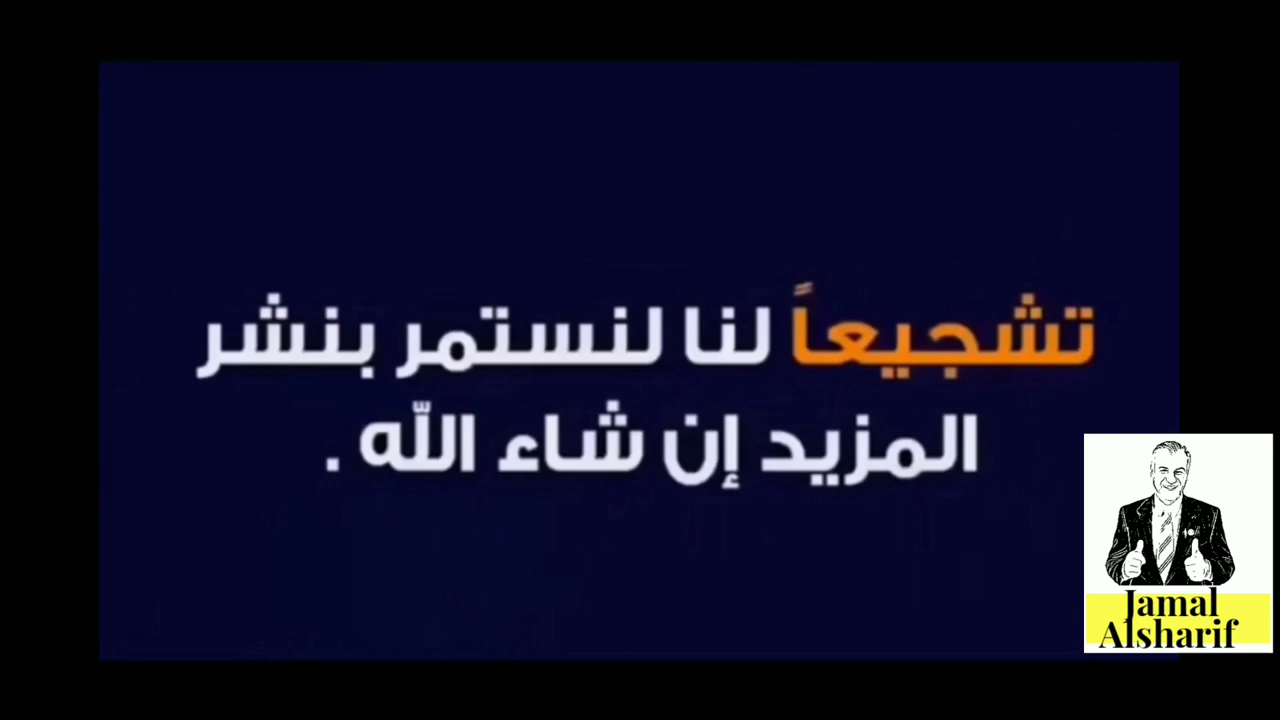 تشجيعاً لنا لنستمر بنشر
المزيد إن شاء الله .
Jamal
Alsharif